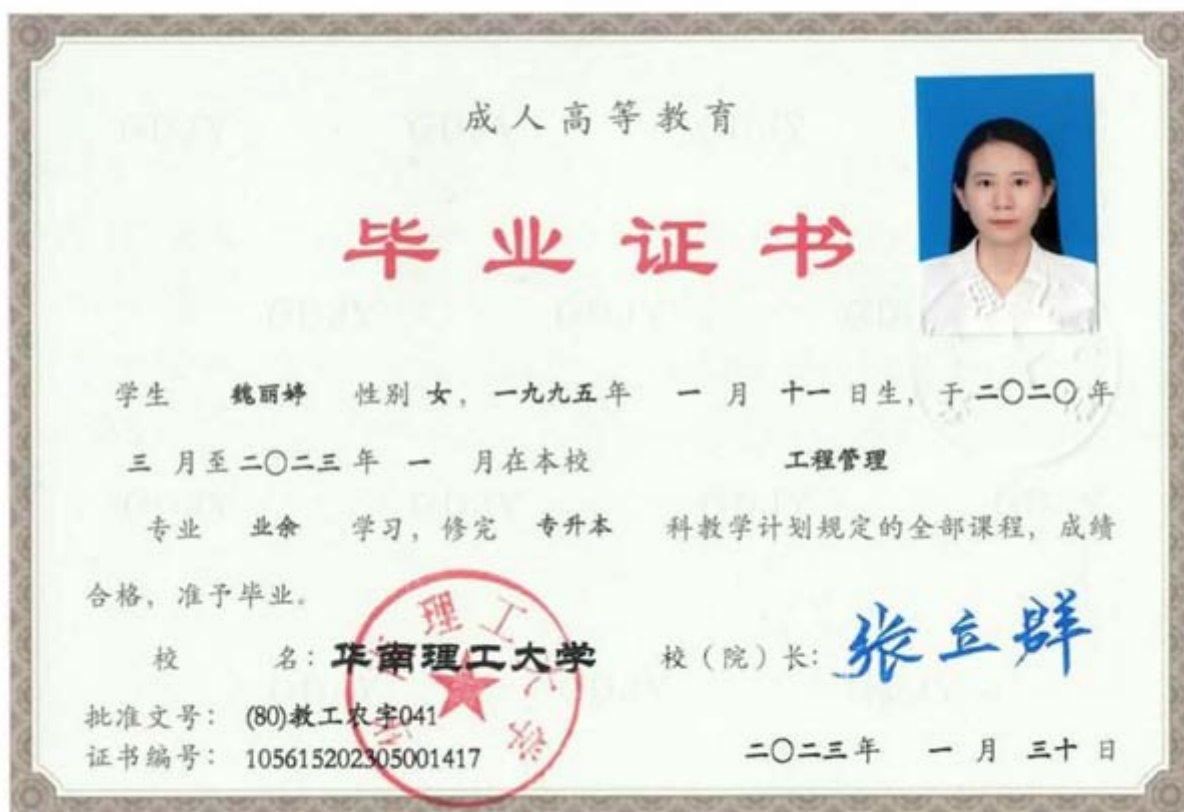 成人高等教育
毕业证书
学生 魏丽婷 性别 女，一九九五年 一 月 十一 日生，于 二〇二〇年
三 月至 二〇二三 年 一 月在本校 工程管理
专业 业余 学习，修完 专升本 科教学计划规定的全部课程，成绩
合格，准予毕业。
校 名：华南理工大学 校（院）长：张立群
批准文号： (80)教工农字041
证书编号： 105615202305001417
二〇二三年 一 月 三十 日